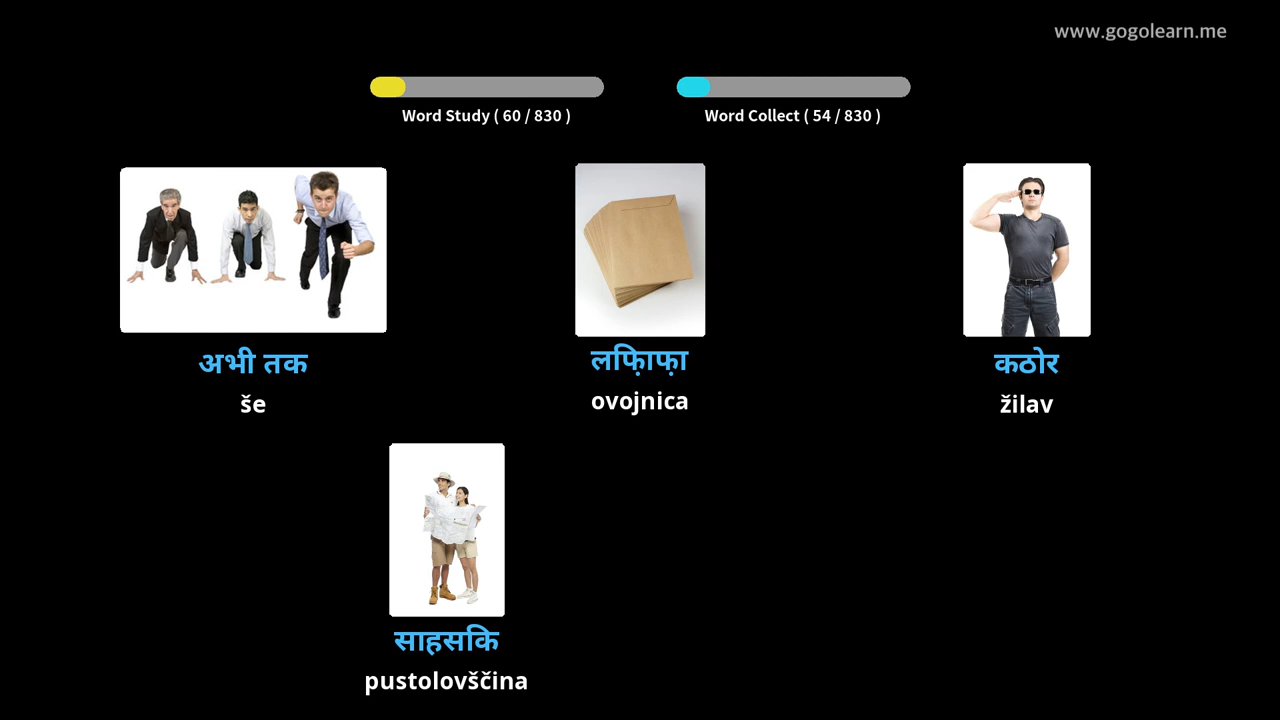 www.gogolearn.me
Word Study ( 60 / 830 )
Word Collect ( 54 / 830 )
अभी तक
še
लफ़िाफ़ा
ovojnica
कठोर
žilav
साहसकि
pustolovščina